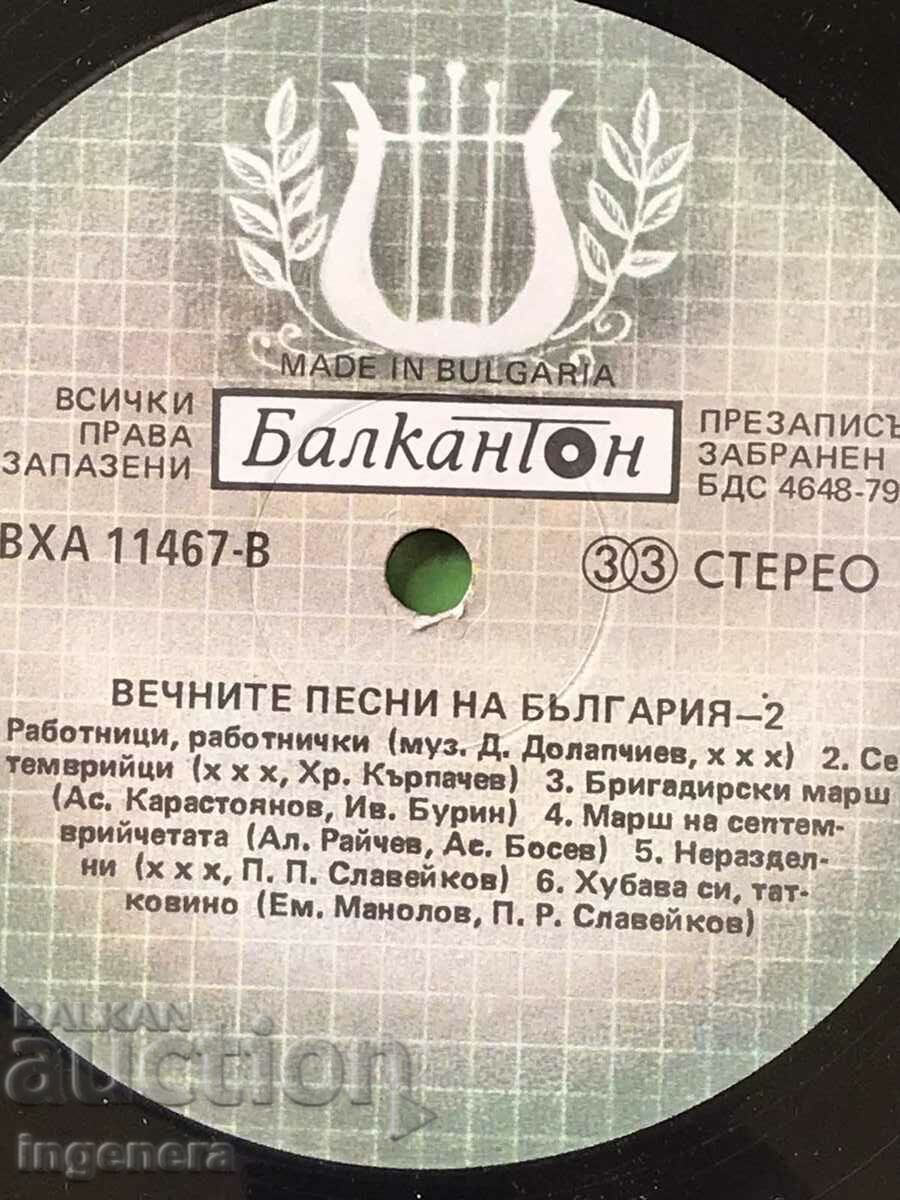 MADE IN BULGARIA
ВСИЧКИ
ПРАВА
ЗАПАЗЕНИ
Балкантон
ПРЕЗАПИСЪ
ЗАБРАНЕН
БДС 4648-79
ВХА 11467-В
33 СТЕРЕО
ВЕЧНИТЕ ПЕСНИ НА БЪЛГАРИЯ—2
Работници, работнички (муз. Д. Долапчиев, х х х) 2. Се
темврийци (х х х, Хр. Кърпачев) 3. Бригадирски марш
(Ас. Карастоянов, Ив. Бурин) 4. Марш на септем-
врийчетата (Ал. Райчев, Ас. Босев) 5. Нераздел-
ни (х х х, П. П. Славейков) 6. Хубава си, тат-
ковино (Ем. Манолов, П. Р. Славейков)
BALKAN
auction
ingenera